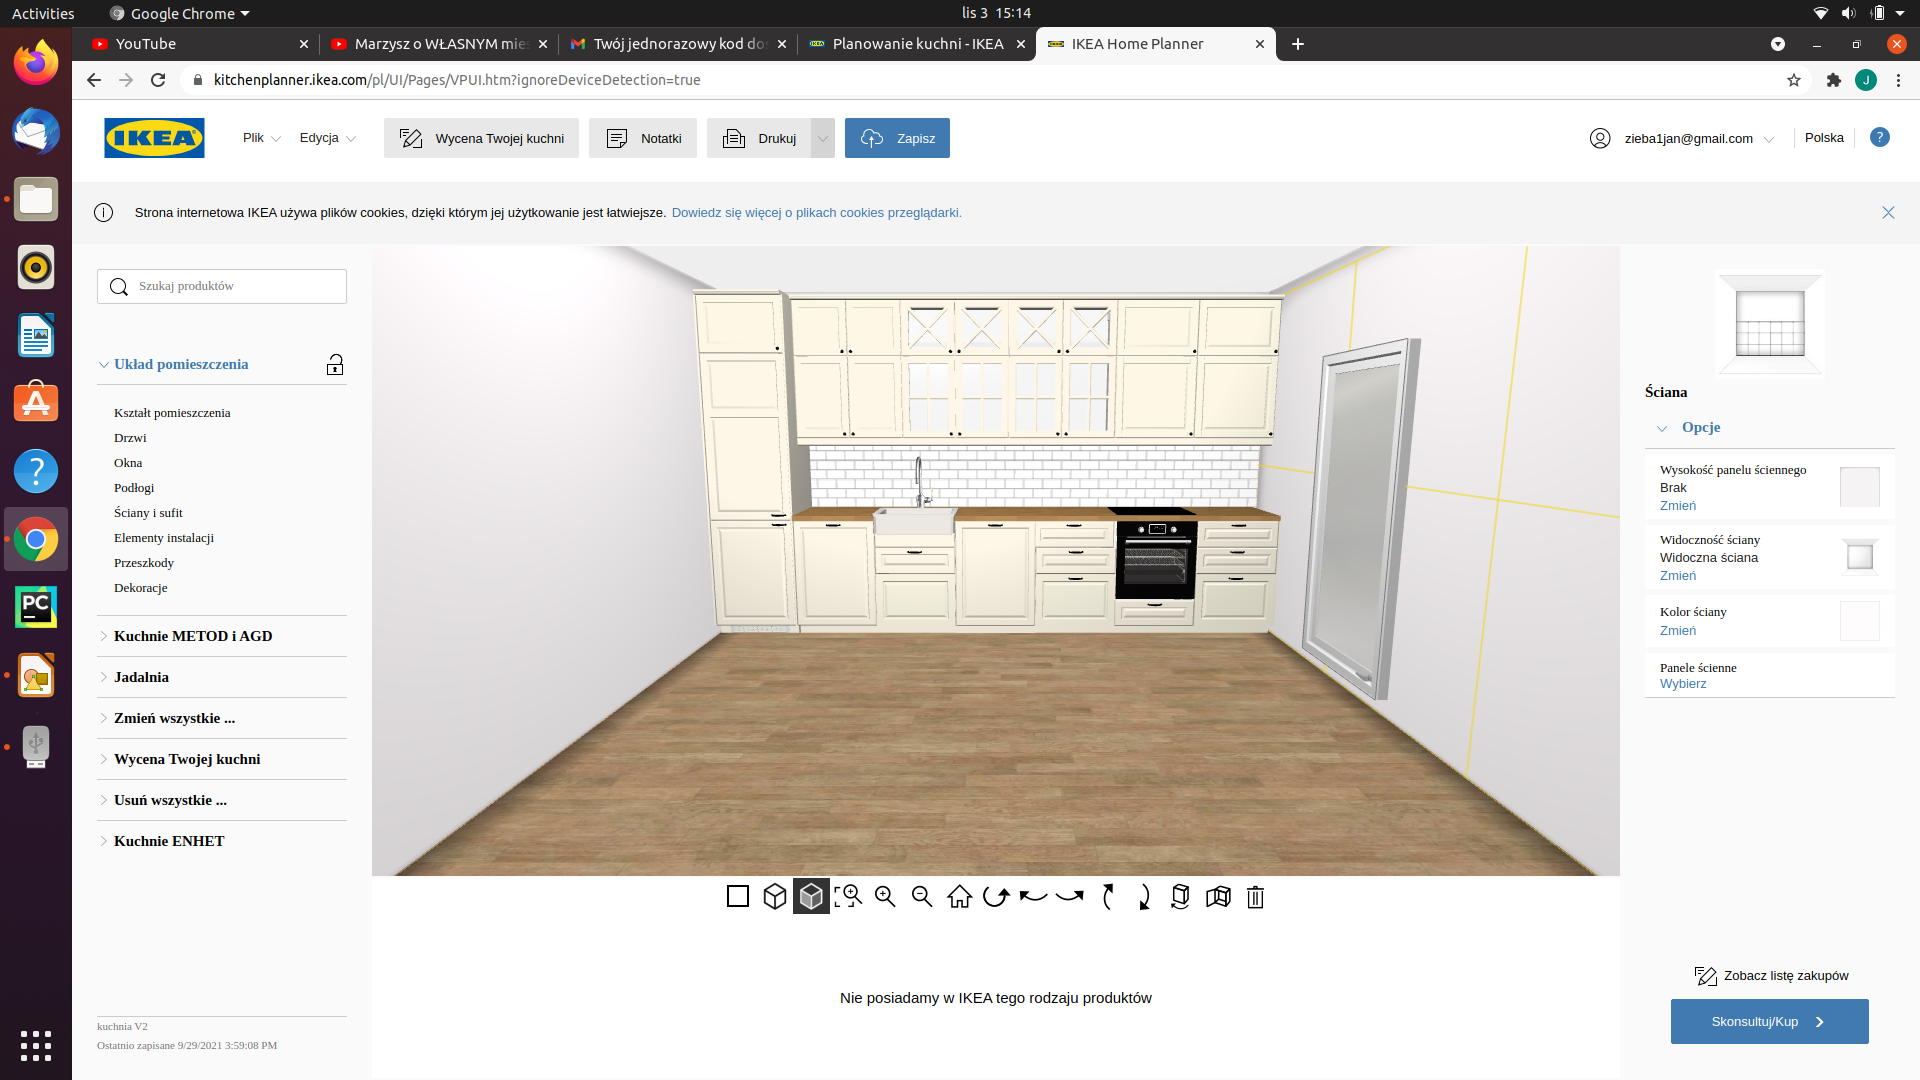 Activities
Google Chrome
lis 3 15:14
YouTube
Marzysz o WŁASNYM mie
Twój jednorazowy kod do
Planowanie kuchni - IKEA
IKEA Home Planner
kitchenplanner.ikea.com/pl/UI/Pages/VPUI.htm?ignoreDeviceDetection=true
J
IKEA
Plik
Edycja
Wycena Twojej kuchni
Notatki
Drukuj
Zapisz
zieba1jan@gmail.com
Polska
?
Strona internetowa IKEA używa plików cookies, dzięki którym jej użytkowanie jest łatwiejsze. Dowiedz się więcej o plikach cookies przeglądarki.
Szukaj produktów
Układ pomieszczenia
Kształt pomieszczenia
Drzwi
Okna
Podłogi
Ściany i sufit
Elementy instalacji
Przeszkody
Dekoracje
Kuchnie METOD i AGD
Jadalnia
Zmień wszystkie ...
Wycena Twojej kuchni
Usuń wszystkie ...
Kuchnie ENHET
kuchnia V2
Ostatnio zapisane 9/29/2021 3:59:08 PM
PC
Nie posiadamy w IKEA tego rodzaju produktów
Ściana
Opcje
Wysokość panelu ściennego
Brak
Zmień
Widoczność ściany
Widoczna ściana
Zmień
Kolor ściany
Zmień
Panele ścienne
Wybierz
Zobacz listę zakupów
Skonsultuj/Kup